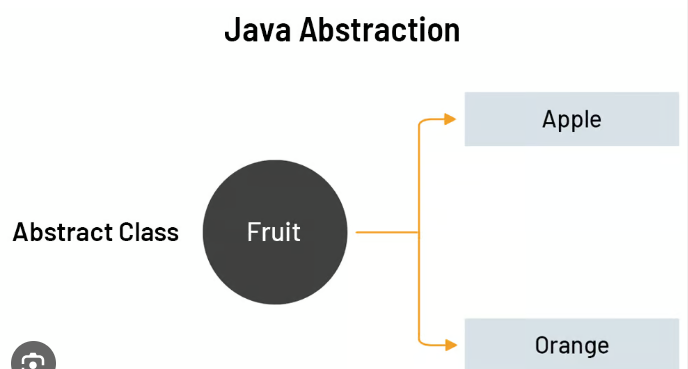 Java Abstraction
Apple
Abstract Class
Fruit
Orange